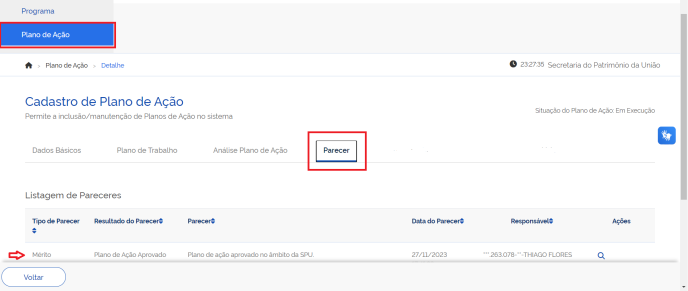 Programa
Plano de Ação
Plano de Ação > Detalhe
23:27:35 Secretaria do Patrimônio da União
Cadastro de Plano de Ação
Permite a inclusão/manutenção de Planos de Ação no sistema
Situação do Plano de Ação: Em Execução
Dados Básicos Plano de Trabalho Análise Plano de Ação Parecer
Listagem de Pareceres
Tipo de Parecer Resultado do Parecer Parecer Data do Parecer Responsável Ações
Mérito Plano de Ação Aprovado Plano de ação aprovado no âmbito da SPU. 27/11/2023 ***.263.078-**-THIAGO FLORES
Voltar